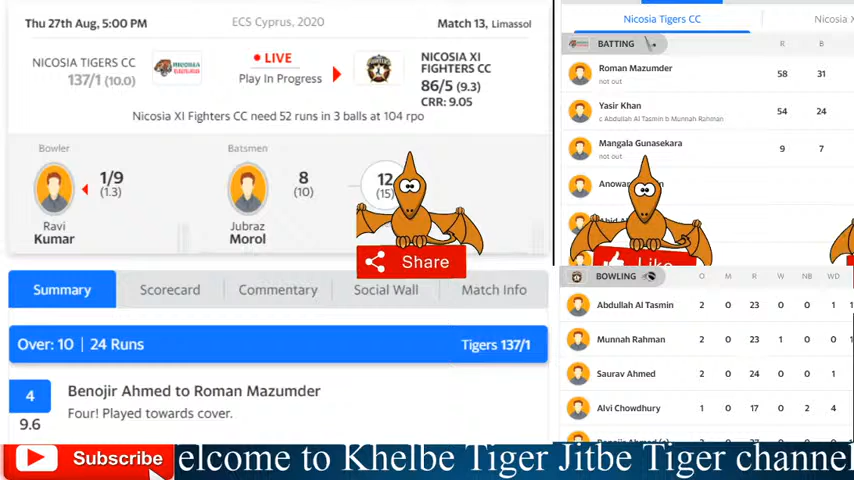 Thu 27th Aug, 5:00 PM
ECS Cyprus, 2020
Match 13, Limassol
NICOSIA TIGERS CC
137/1 (10.0)
LIVE
Play In Progress
NICOSIA XI
FIGHTERS CC
86/5 (9.3)
CRR: 9.05
Nicosia XI Fighters CC need 52 runs in 3 balls at 104 rpo
Bowler
1/9
(1.3)
Ravi
Kumar
Batsmen
8
(10)
Jubraz
Morol
12
(15)
Share
Summary
Scorecard
Commentary
Social Wall
Match Info
Over: 10 | 24 Runs
Tigers 137/1
4
9.6
Benojir Ahmed to Roman Mazumder
Four! Played towards cover.
Nicosia Tigers CC
Nicosia X
BATTING R B
Roman Mazumder 58 31
not out
Yasir Khan 54 24
c Abdullah Al Tasmin b Munnah Rahman
Mangala Gunasekara 9 7
not out
Like
BOWLING O M R W NB WD
Abdullah Al Tasmin 2 0 23 0 0 1
Munnah Rahman 2 0 23 1 0 0
Saurav Ahmed 2 0 24 0 0 1
Alvi Chowdhury 1 0 17 0 2 4
Subscribe
elcome to Khelbe Tiger Jitbe Tiger channel